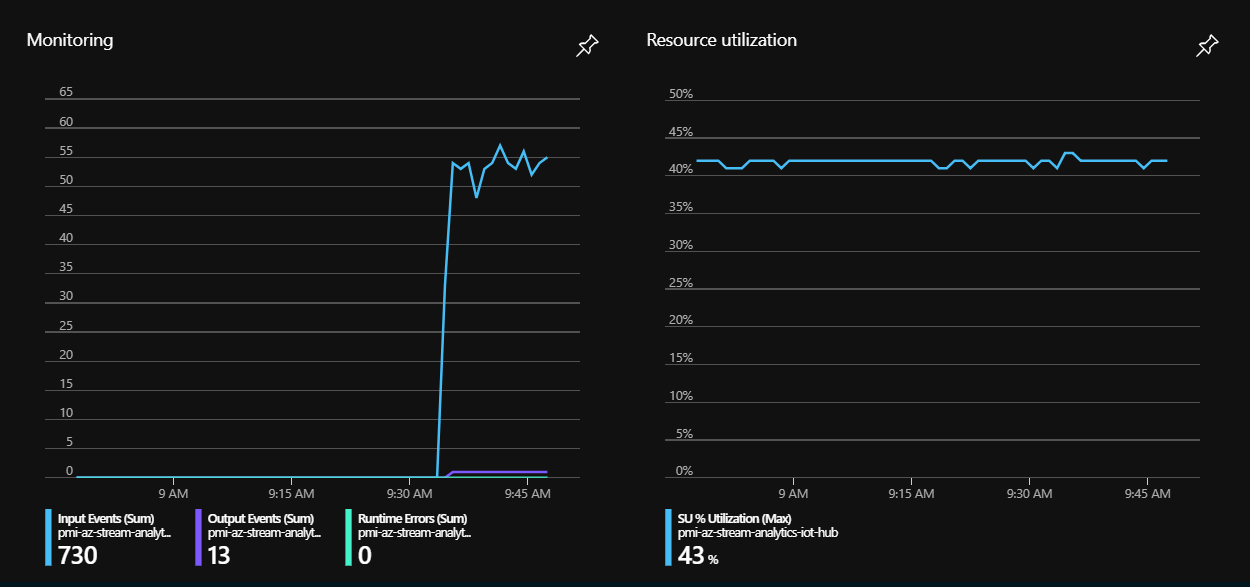 Monitoring
65
60
55
50
45
40
35
30
25
20
15
10
5
0
9 AM
9:15 AM
9:30 AM
9:45 AM
Input Events (Sum)
pmi-az-stream-analyt...
730
Output Events (Sum)
pmi-az-stream-analyt...
13
Runtime Errors (Sum)
pmi-az-stream-analyt...
0
Resource utilization
50%
45%
40%
35%
30%
25%
20%
15%
10%
5%
0%
9 AM
9:15 AM
9:30 AM
9:45 AM
SU % Utilization (Max)
pmi-az-stream-analytics-iot-hub
43 %